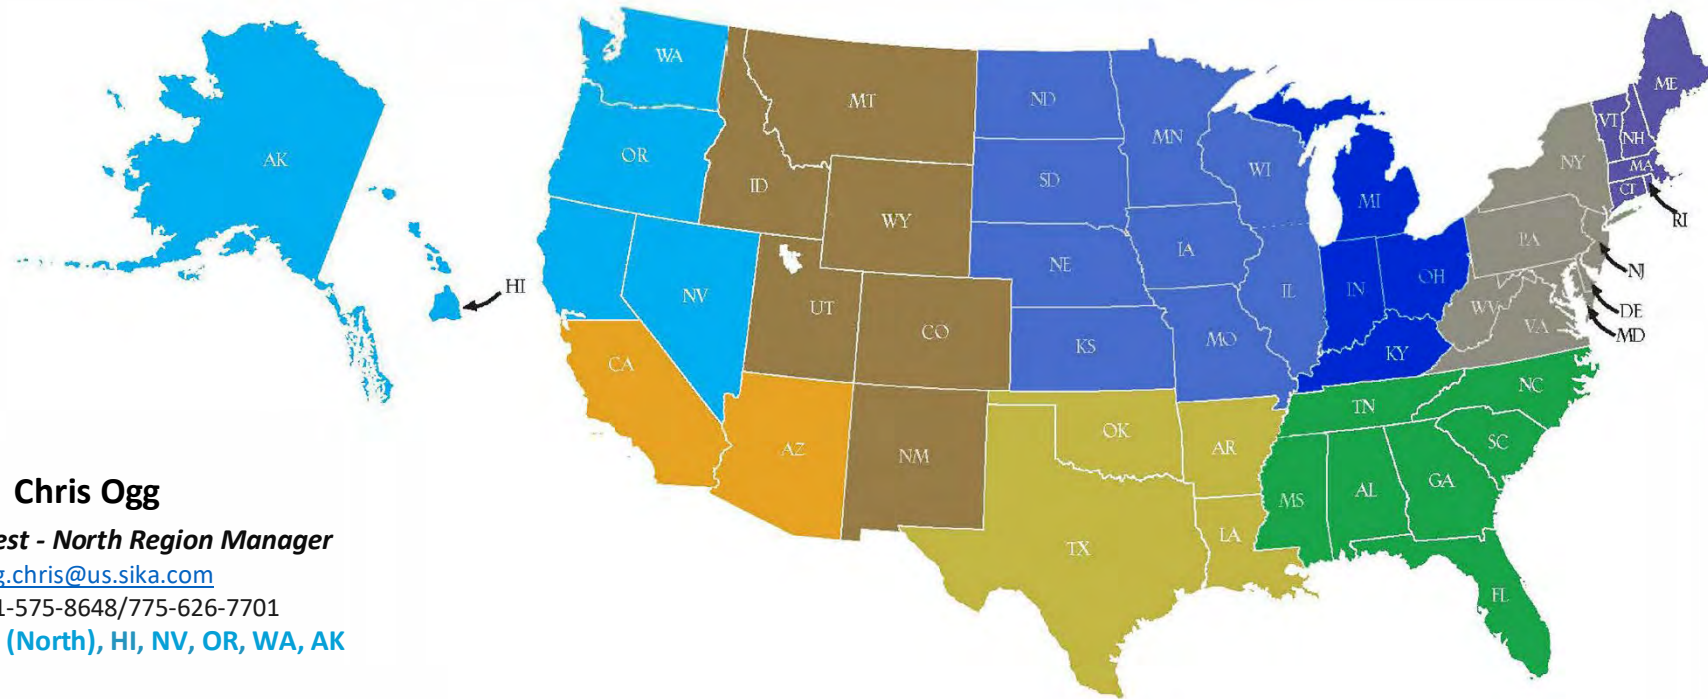 WA
MT
ND
MN
ME
VT
NH
OR
ID
SD
WI
NY
MA
CT
AK
WY
MI
RI
IA
PA
NE
NJ
HI
NV
UT
CO
IL
IN
OH
WV
VA
DE
MD
KS
MO
KY
CA
NC
TN
OK
AR
SC
AZ
NM
MS
AL
GA
TX
LA
FL
Chris Ogg
est - North Region Manager
g.chris@us.sika.com
1-575-8648/775-626-7701
(North), HI, NV, OR, WA, AK